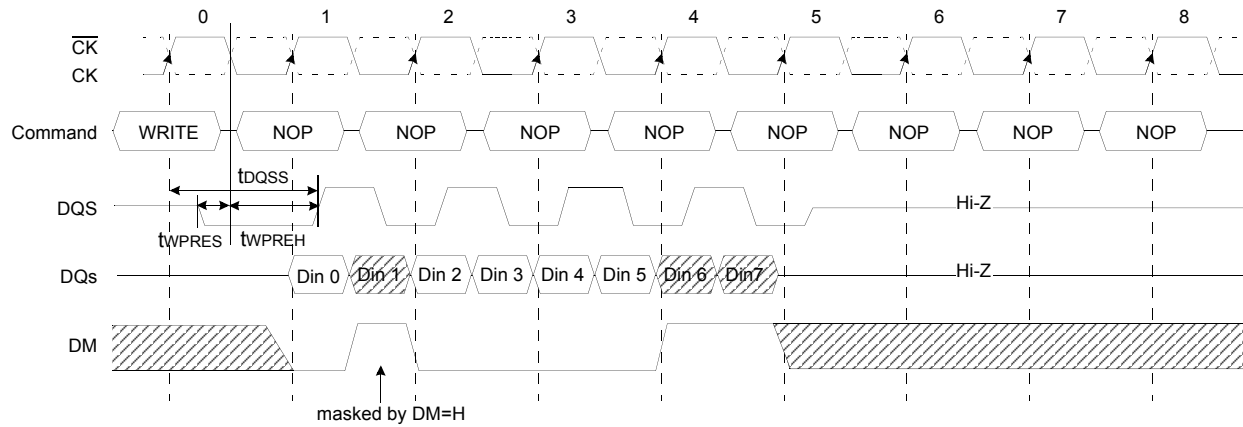 0 1 2 3 4 5 6 7 8
CK
CK
Command WRITE NOP NOP NOP NOP NOP NOP NOP NOP
tDQSS
DQS Hi-Z
tWPRES tWPREH
DQs Din 0 Din 1 Din 2 Din 3 Din 4 Din 5 Din 6 Din7 Hi-Z
DM
masked by DM=H